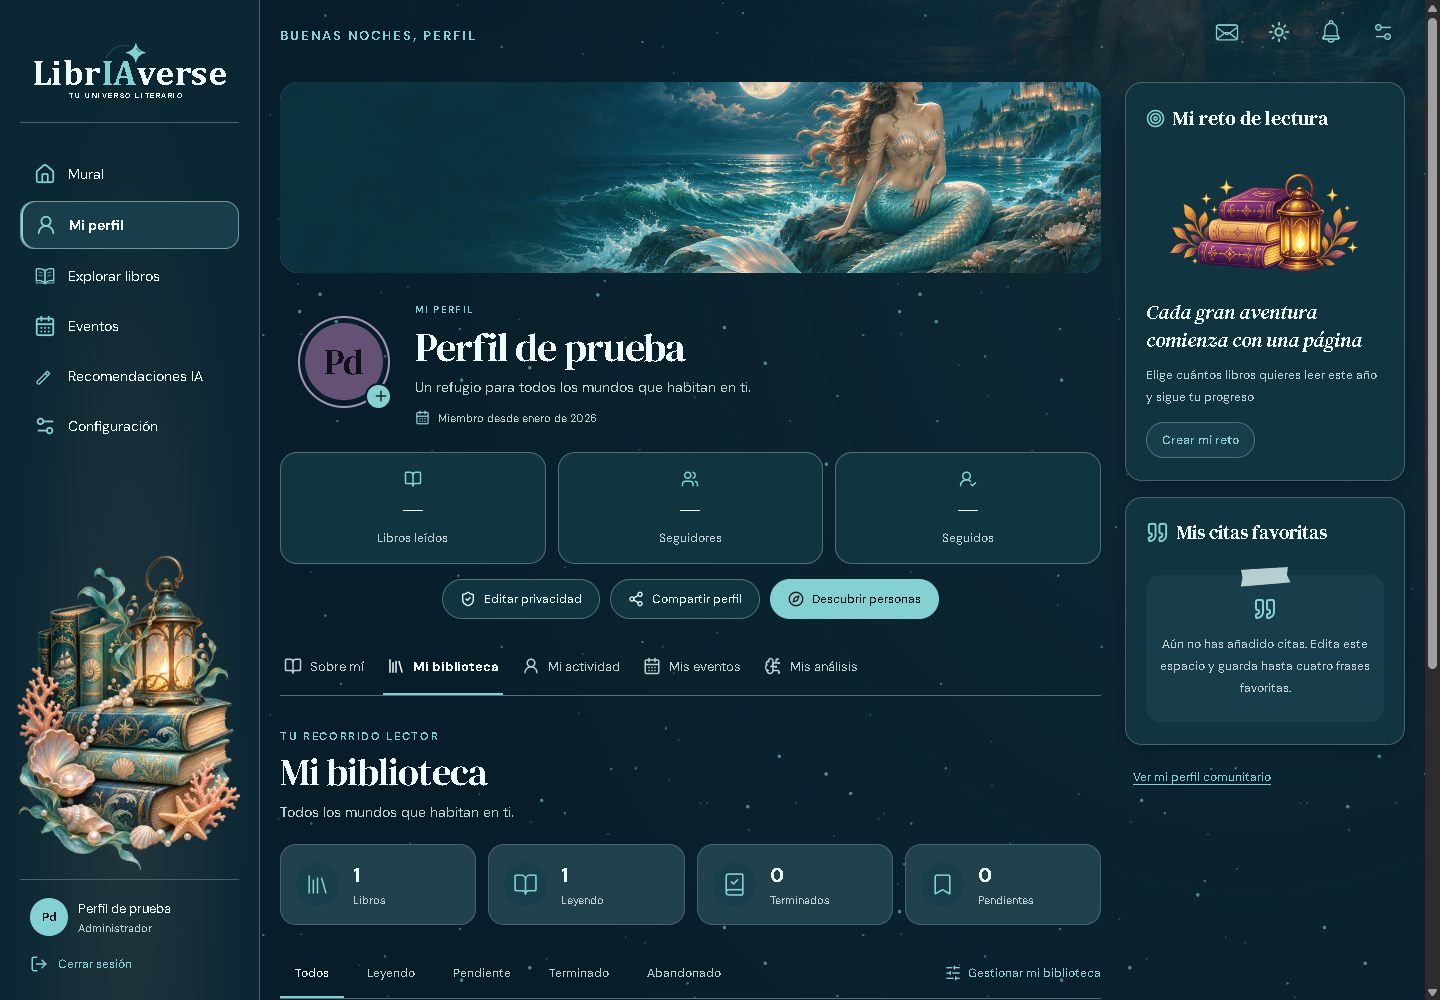 LibrIAverse
TU UNIVERSO LITERARIO
Mural
Mi perfil
Explorar libros
Eventos
Recomendaciones IA
Configuración
Pd
Perfil de prueba
Administrador
Cerrar sesión
BUENAS NOCHES, PERFIL
MI PERFIL
Pd
Perfil de prueba
Un refugio para todos los mundos que habitan en ti.
Miembro desde enero de 2026
—
Libros leídos
—
Seguidores
—
Seguidos
Editar privacidad
Compartir perfil
Descubrir personas
Sobre mí
Mi biblioteca
Mi actividad
Mis eventos
Mis análisis
TU RECORRIDO LECTOR
Mi biblioteca
Todos los mundos que habitan en ti.
1
Libros
1
Leyendo
0
Terminados
0
Pendientes
Todos
Leyendo
Pendiente
Terminado
Abandonado
Gestionar mi biblioteca
Mi reto de lectura
Cada gran aventura
comienza con una página
Elige cuántos libros quieres leer este año
y sigue tu progreso
Crear mi reto
Mis citas favoritas
Aún no has añadido citas. Edita este
espacio y guarda hasta cuatro frases
favoritas.
Ver mi perfil comunitario